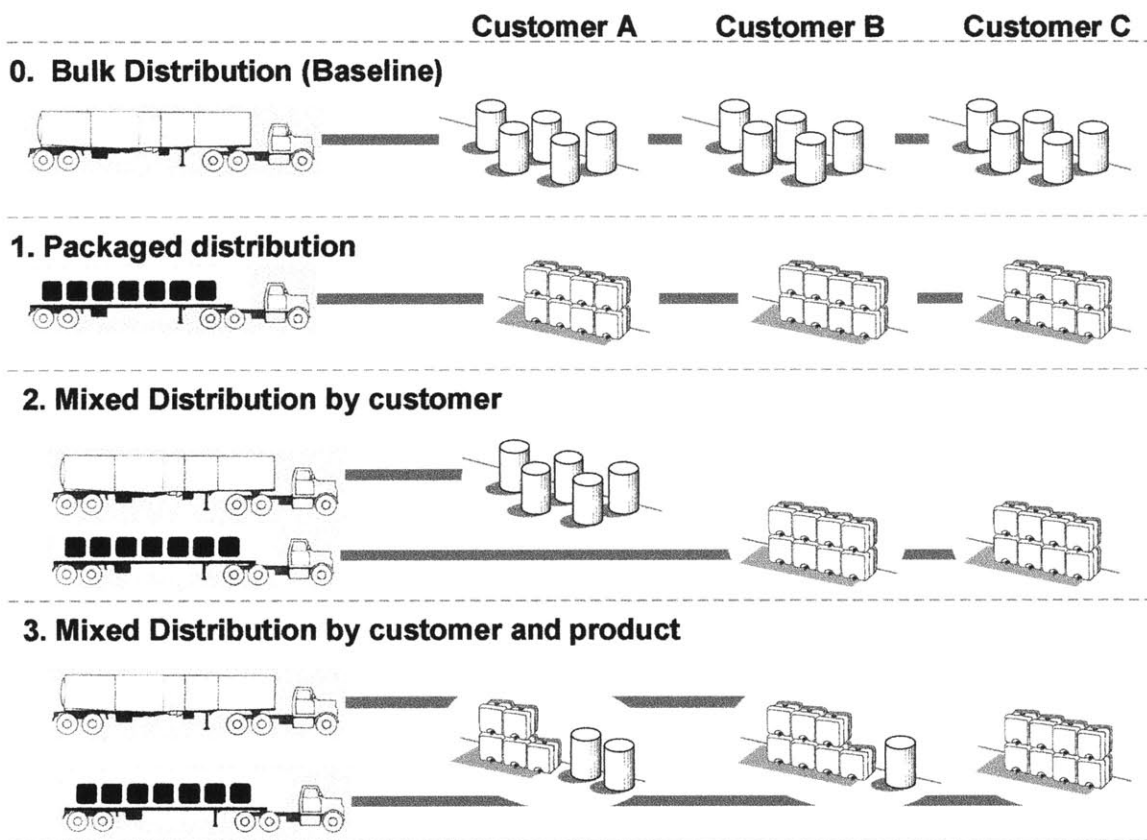 Customer A Customer B Customer C
0. Bulk Distribution (Baseline)
1. Packaged distribution
2. Mixed Distribution by customer
3. Mixed Distribution by customer and product